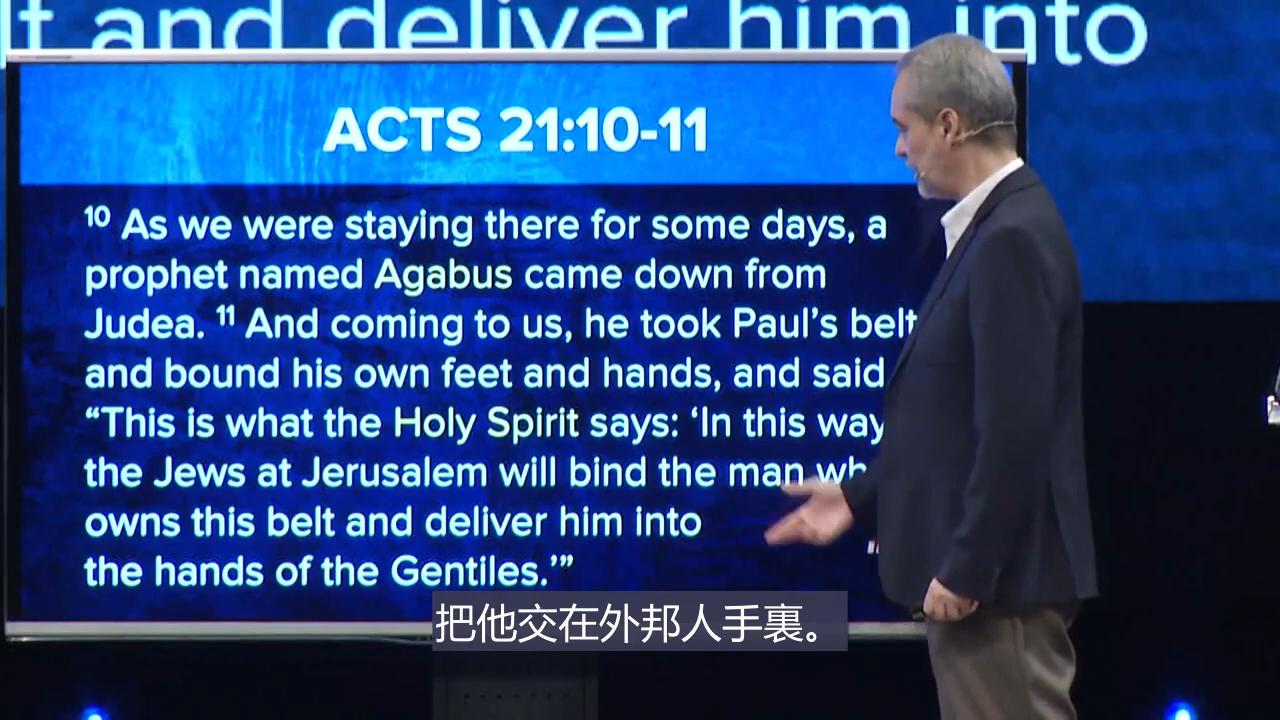 and deliver him into
ACTS 21:10-11
¹⁰ As we were staying there for some days, a
prophet named Agabus came down from
Judea. ¹¹ And coming to us, he took Paul’s belt
and bound his own feet and hands, and said
“This is what the Holy Spirit says: ‘In this way
the Jews at Jerusalem will bind the man
owns this belt and deliver him into
the hands of the Gentiles.’”
把他交在外邦人手裏。